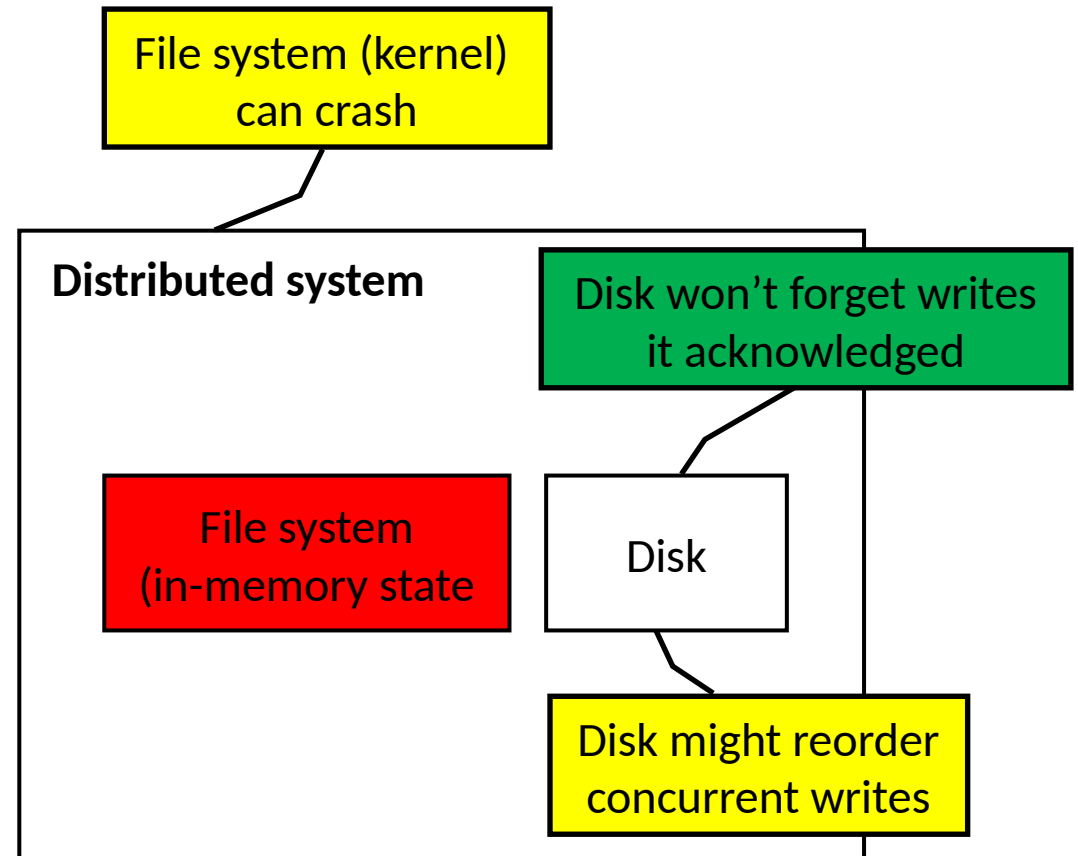 File system (kernel)
can crash
Distributed system
Disk won’t forget writes
it acknowledged
File system
(in-memory state
Disk
Disk might reorder
concurrent writes